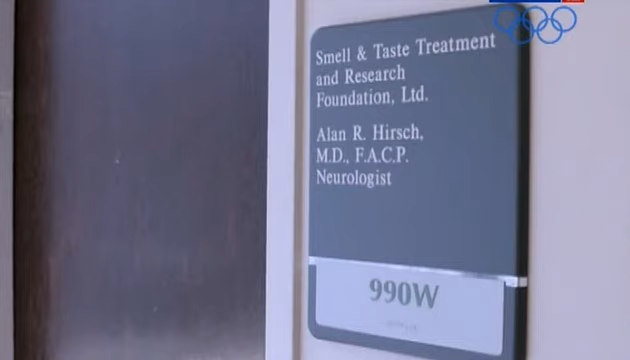 Smell & Taste Treatment
and Research
Foundation, Ltd.
Alan R. Hirsch,
M.D., F.A.C.P.
Neurologist
990W